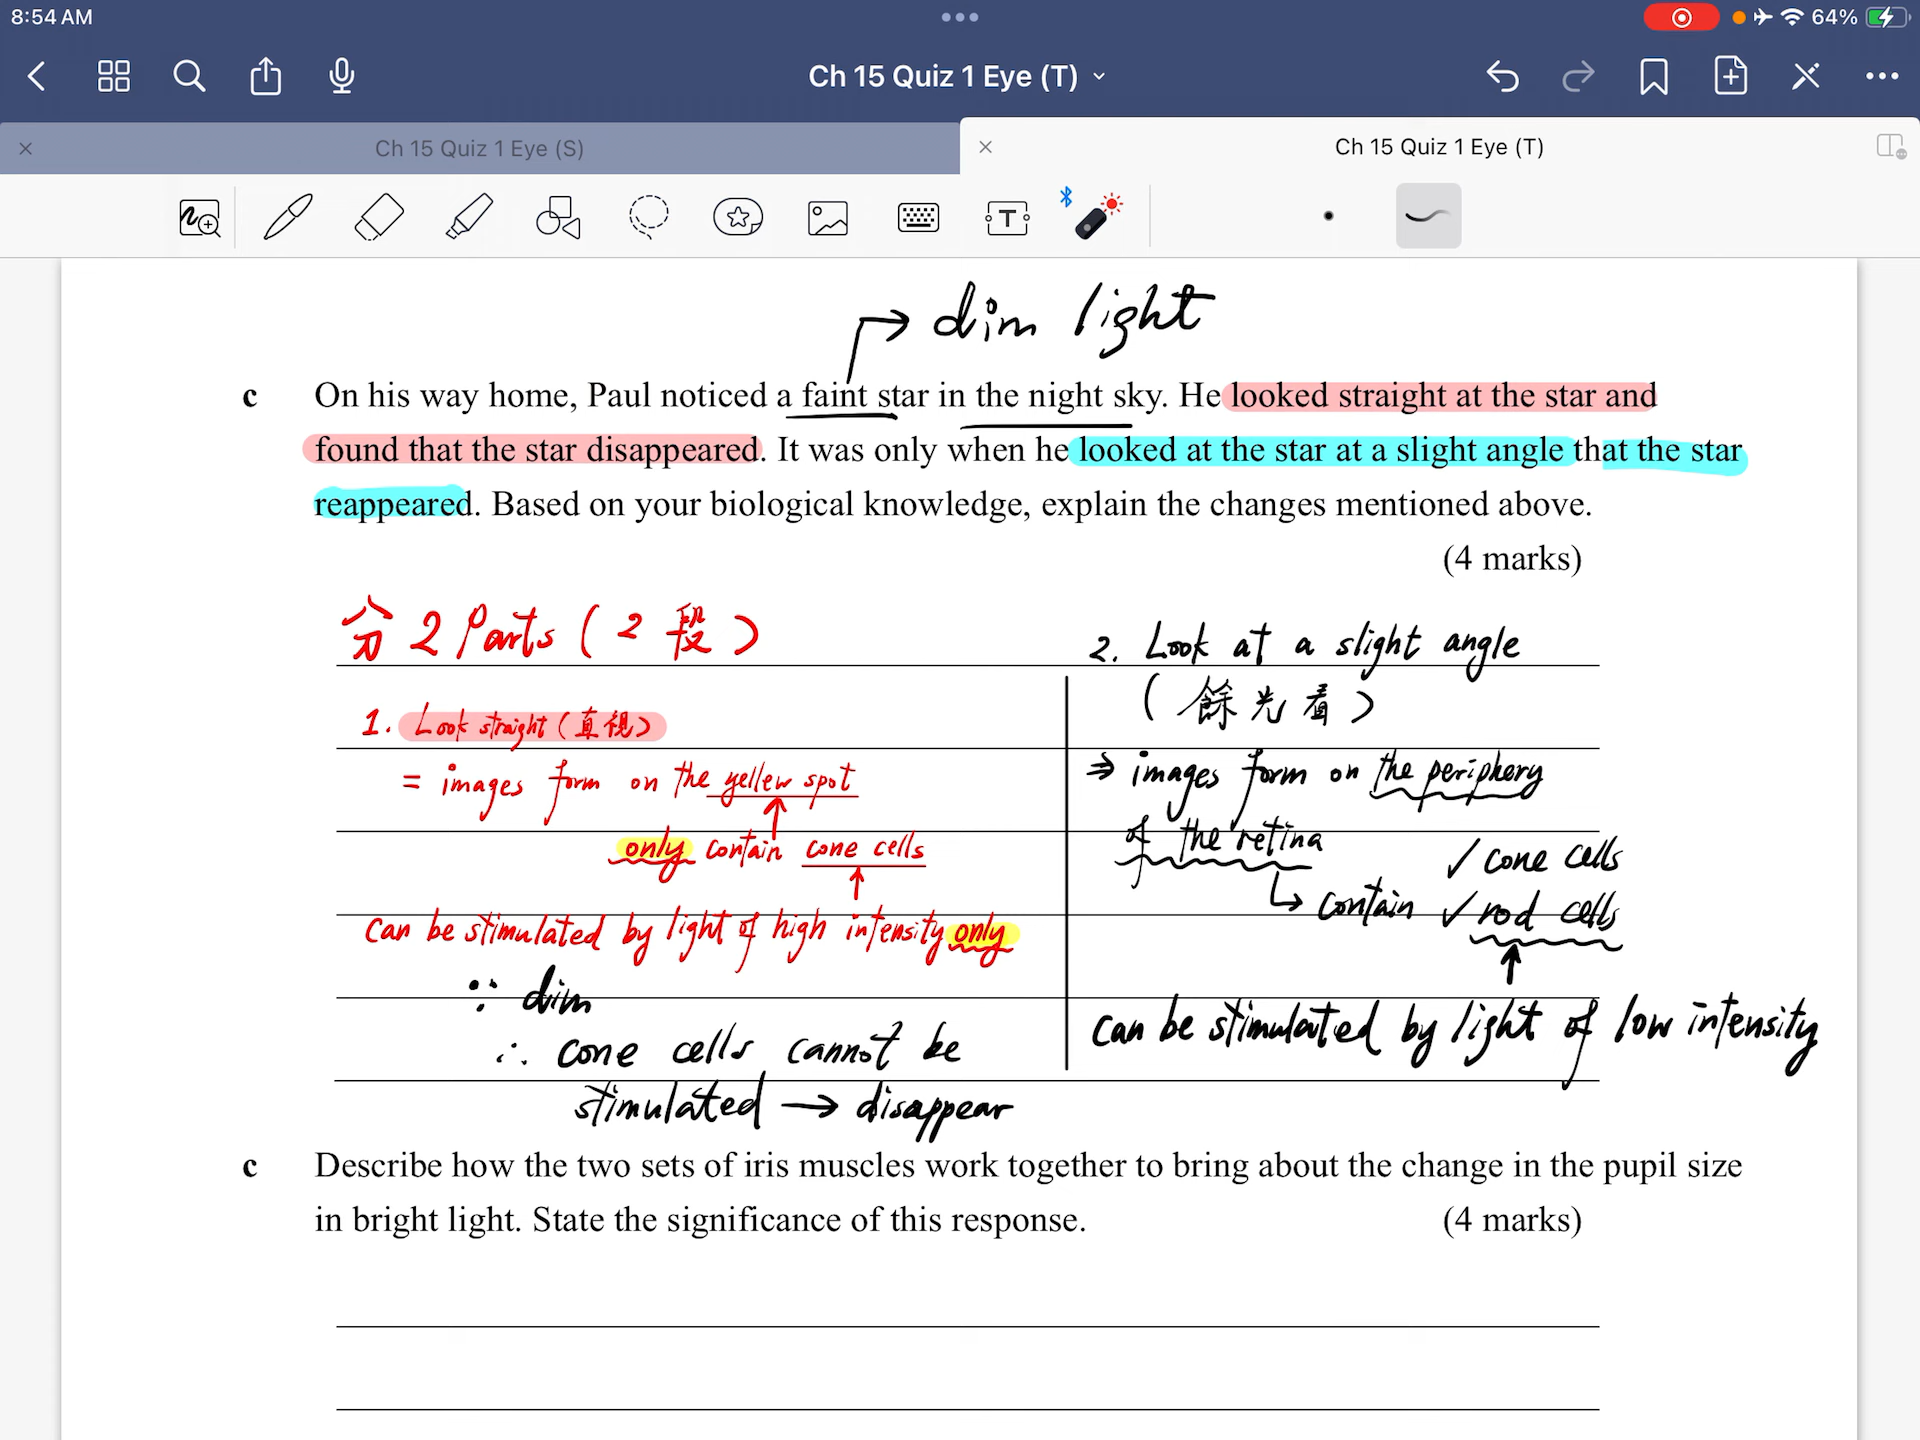 8:54 AM
64%
Ch 15 Quiz 1 Eye (T)
Ch 15 Quiz 1 Eye (S)
Ch 15 Quiz 1 Eye (T)
T
dim light
c On his way home, Paul noticed a faint star in the night sky. He looked straight at the star and
found that the star disappeared. It was only when he looked at the star at a slight angle that the star
reappeared. Based on your biological knowledge, explain the changes mentioned above.
(4 marks)
分 2 Parts (2 段)
1. Look straight (直視)
= images form on the yellow spot
only contain cone cells
can be stimulated by light of high intensity only
∵ dim
∴ cone cells cannot be
stimulated → disappear
2. Look at a slight angle
(餘光看)
⇒ images form on the periphery
of the retina
✓ cone cells
↳ contain ✓ rod cells
can be stimulated by light of low intensity
c Describe how the two sets of iris muscles work together to bring about the change in the pupil size
in bright light. State the significance of this response. (4 marks)